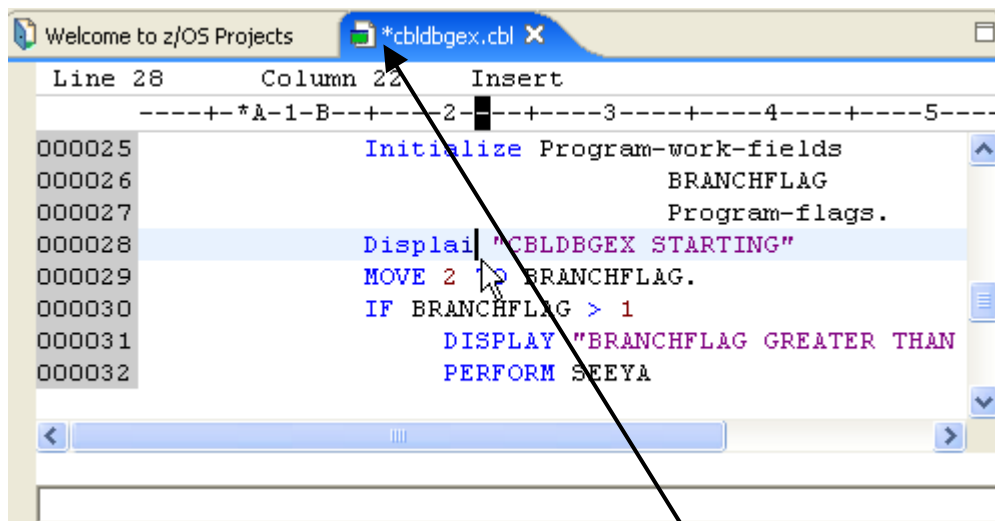 Welcome to z/OS Projects *cbldbgex.cbl
Line 28 Column 22 Insert
----+-*A-1-B--+----2----+----3----+----4----+----5----
000025 Initialize Program-work-fields
000026 BRANCHFLAG
000027 Program-flags.
000028 Displai "CBLDBGEX STARTING"
000029 MOVE 2 TO BRANCHFLAG.
000030 IF BRANCHFLAG > 1
000031 DISPLAY "BRANCHFLAG GREATER THAN
000032 PERFORM SEEYA